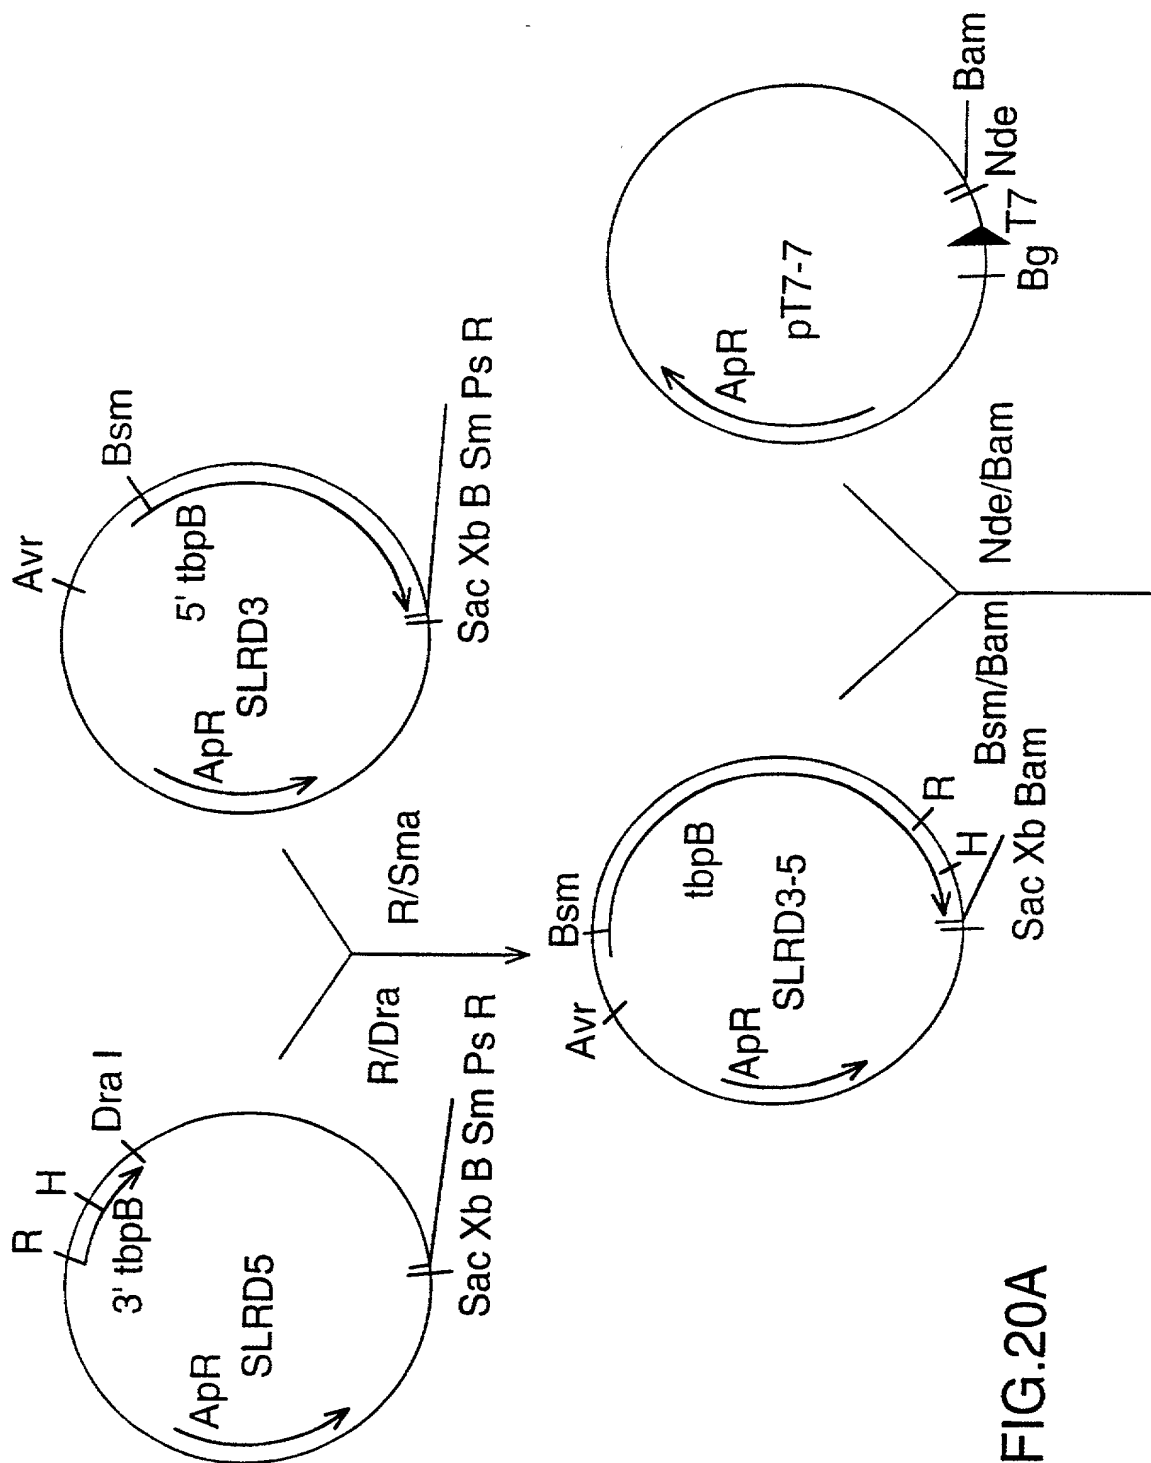 R
H
Dra I
3' tbpB
ApR
SLRD5
Sac Xb B Sm Ps R
R/Dra
R/Sma
Avr
Bsm
5' tbpB
ApR
SLRD3
Sac Xb B Sm Ps R
Avr
Bsm
tbpB
ApR
SLRD3-5
R
H
Sac Xb Bam
Bsm/Bam
Nde/Bam
ApR
pT7-7
Bg
T7
Nde
Bam
FIG.20A